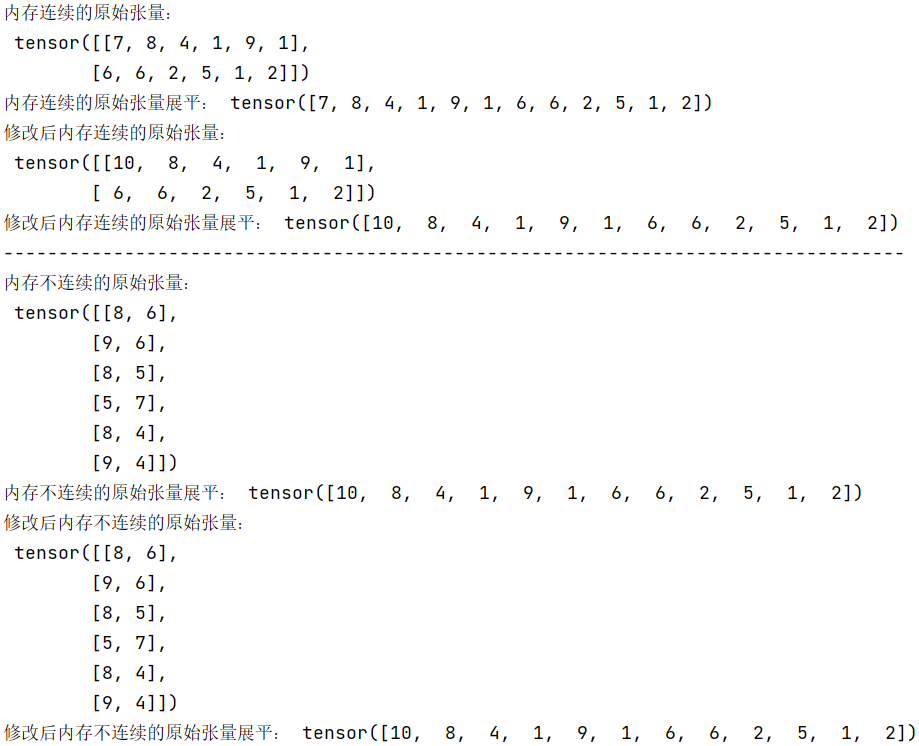 内存连续的原始张量:
 tensor([[7, 8, 4, 1, 9, 1],
        [6, 6, 2, 5, 1, 2]])
内存连续的原始张量展平: tensor([7, 8, 4, 1, 9, 1, 6, 6, 2, 5, 1, 2])
修改后内存连续的原始张量:
 tensor([[10,  8,  4,  1,  9,  1],
        [ 6,  6,  2,  5,  1,  2]])
修改后内存连续的原始张量展平: tensor([10,  8,  4,  1,  9,  1,  6,  6,  2,  5,  1,  2])
----------------------------------------------------------------------------------
内存不连续的原始张量:
 tensor([[8, 6],
        [9, 6],
        [8, 5],
        [5, 7],
        [8, 4],
        [9, 4]])
内存不连续的原始张量展平: tensor([10,  8,  4,  1,  9,  1,  6,  6,  2,  5,  1,  2])
修改后内存不连续的原始张量:
 tensor([[8, 6],
        [9, 6],
        [8, 5],
        [5, 7],
        [8, 4],
        [9, 4]])
修改后内存不连续的原始张量展平: tensor([10,  8,  4,  1,  9,  1,  6,  6,  2,  5,  1,  2])